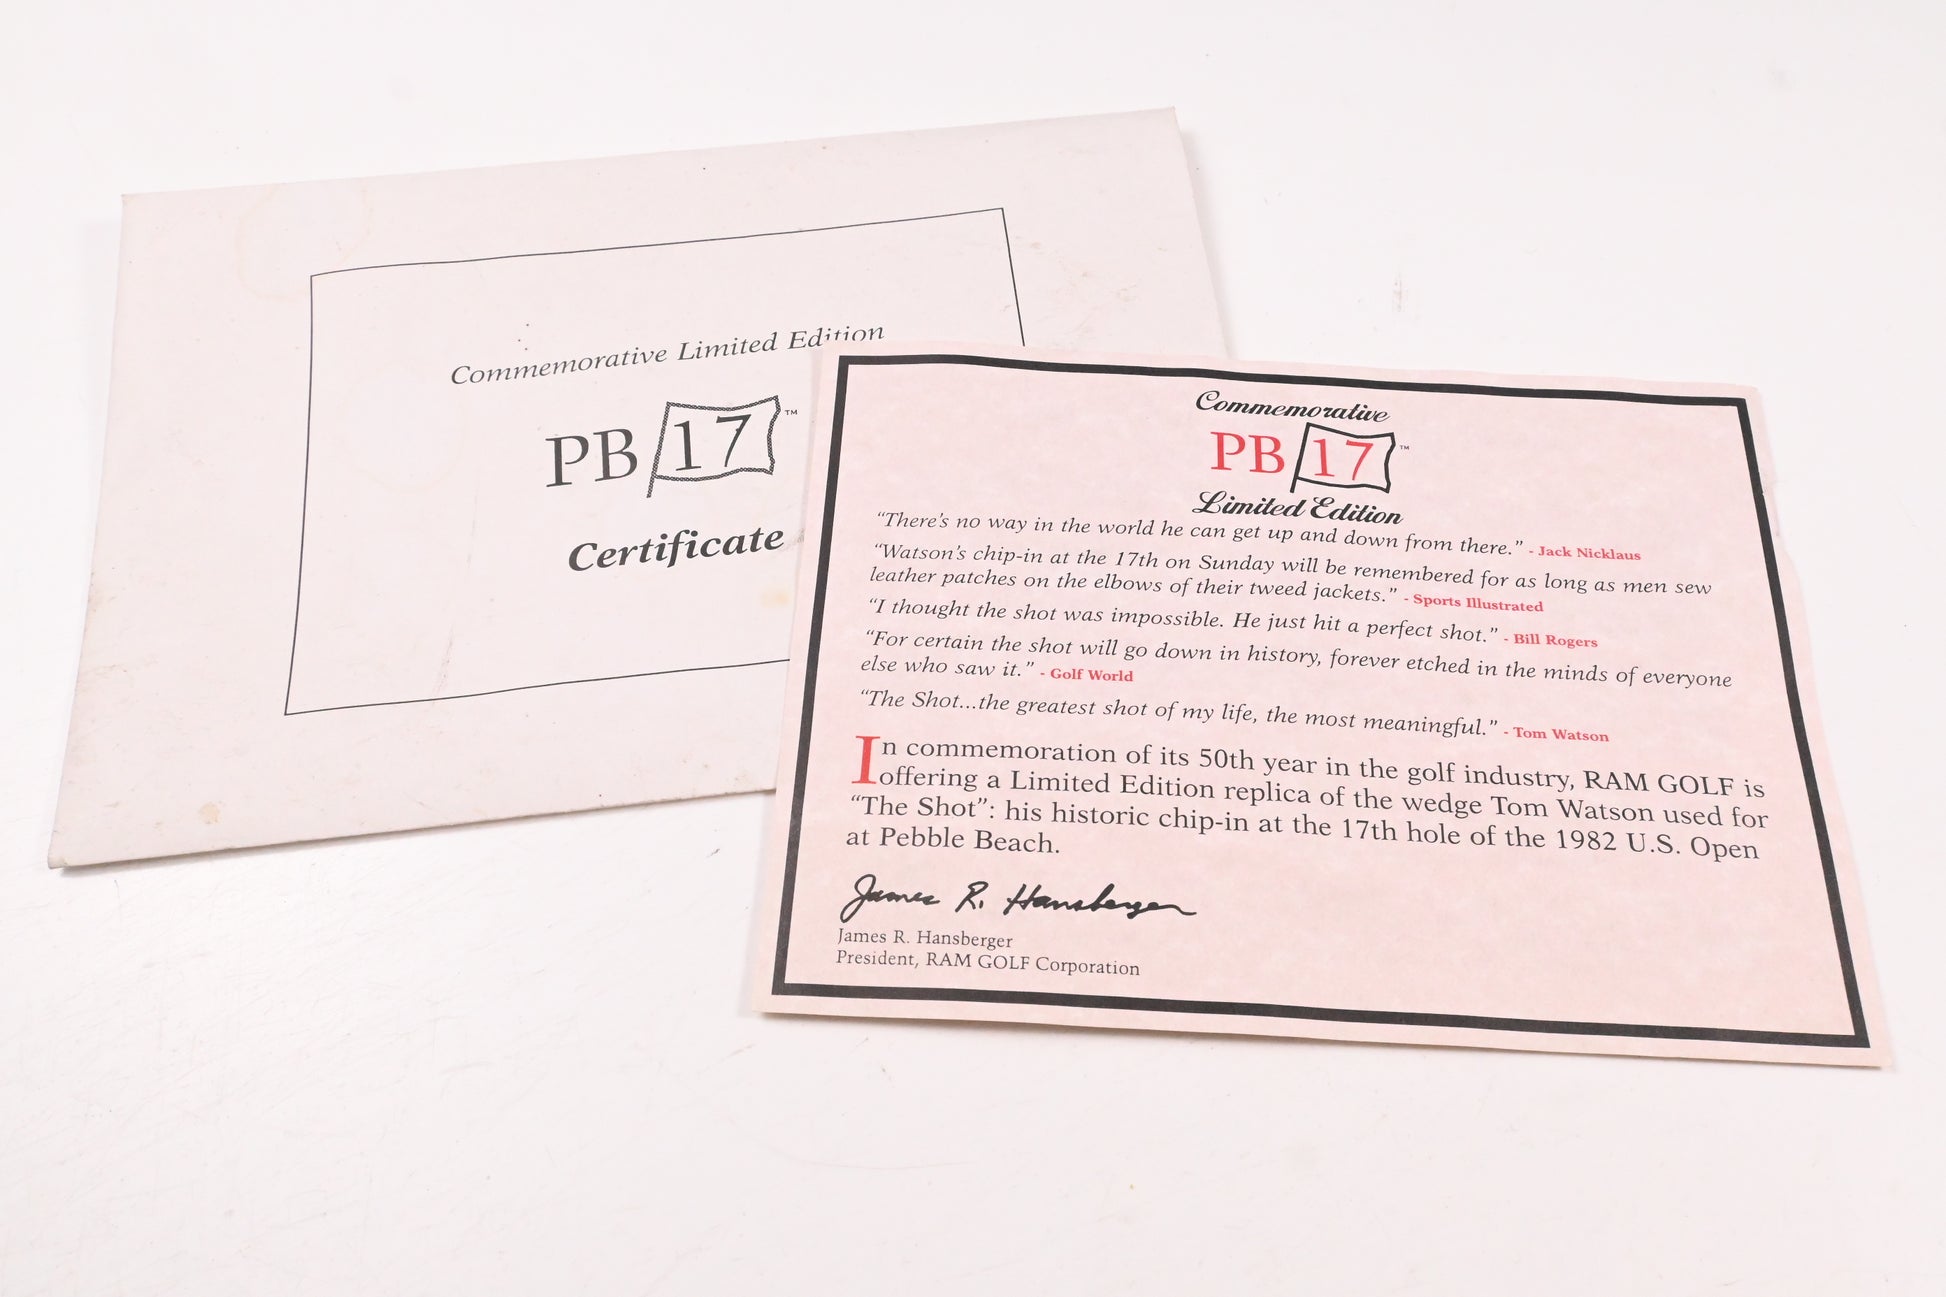 Commemorative Limited Edition
PB 17™
Certificate
Commemorative
PB 17™
Limited Edition
“There's no way in the world he can get up and down from there.” - Jack Nicklaus
“Watson's chip-in at the 17th on Sunday will be remembered for as long as men sew
leather patches on the elbows of their tweed jackets.” - Sports Illustrated
“I thought the shot was impossible. He just hit a perfect shot.” - Bill Rogers
“For certain the shot will go down in history, forever etched in the minds of everyone
else who saw it.” - Golf World
“The Shot...the greatest shot of my life, the most meaningful.” - Tom Watson
In commemoration of its 50th year in the golf industry, RAM GOLF is
offering a Limited Edition replica of the wedge Tom Watson used for
“The Shot”: his historic chip-in at the 17th hole of the 1982 U.S. Open
at Pebble Beach.
James R. Hansberger
James R. Hansberger
President, RAM GOLF Corporation